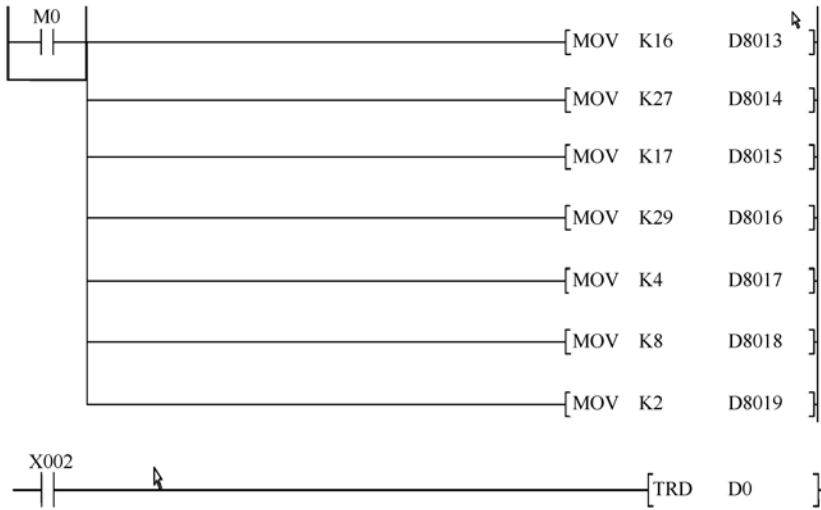 M0
MOV K16 D8013
MOV K27 D8014
MOV K17 D8015
MOV K29 D8016
MOV K4 D8017
MOV K8 D8018
MOV K2 D8019
X002
TRD D0